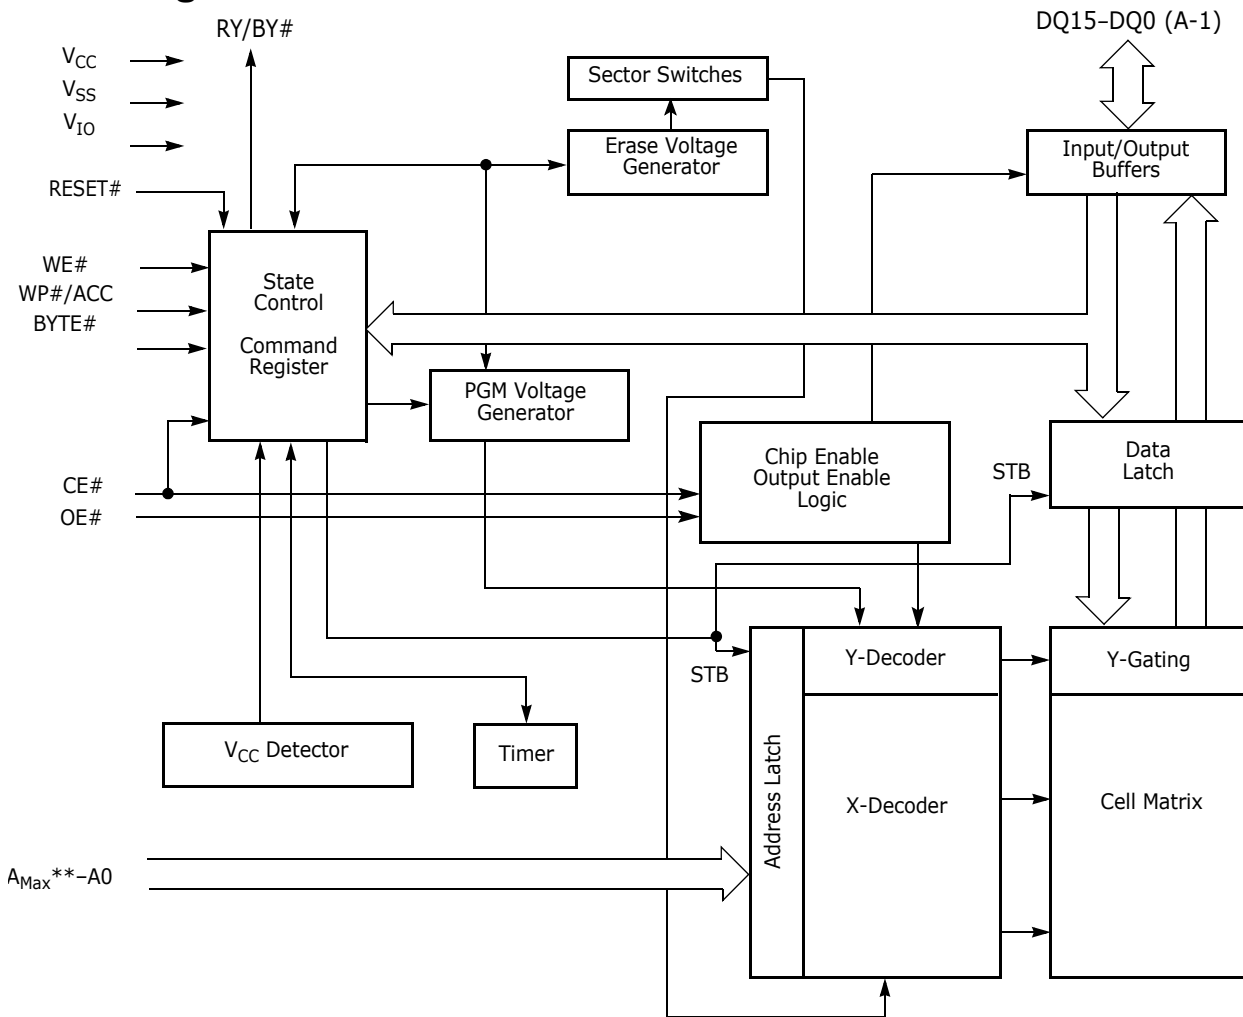 RY/BY#
DQ15–DQ0 (A-1)
VCC
VSS
VIO
RESET#
WE#
WP#/ACC
BYTE#
CE#
OE#
AMax**–A0
Sector Switches
Erase Voltage
Generator
Input/Output
Buffers
State
Control
Command
Register
PGM Voltage
Generator
Chip Enable
Output Enable
Logic
STB
Data
Latch
STB
Y-Decoder
Y-Gating
VCC Detector
Timer
Address Latch
X-Decoder
Cell Matrix